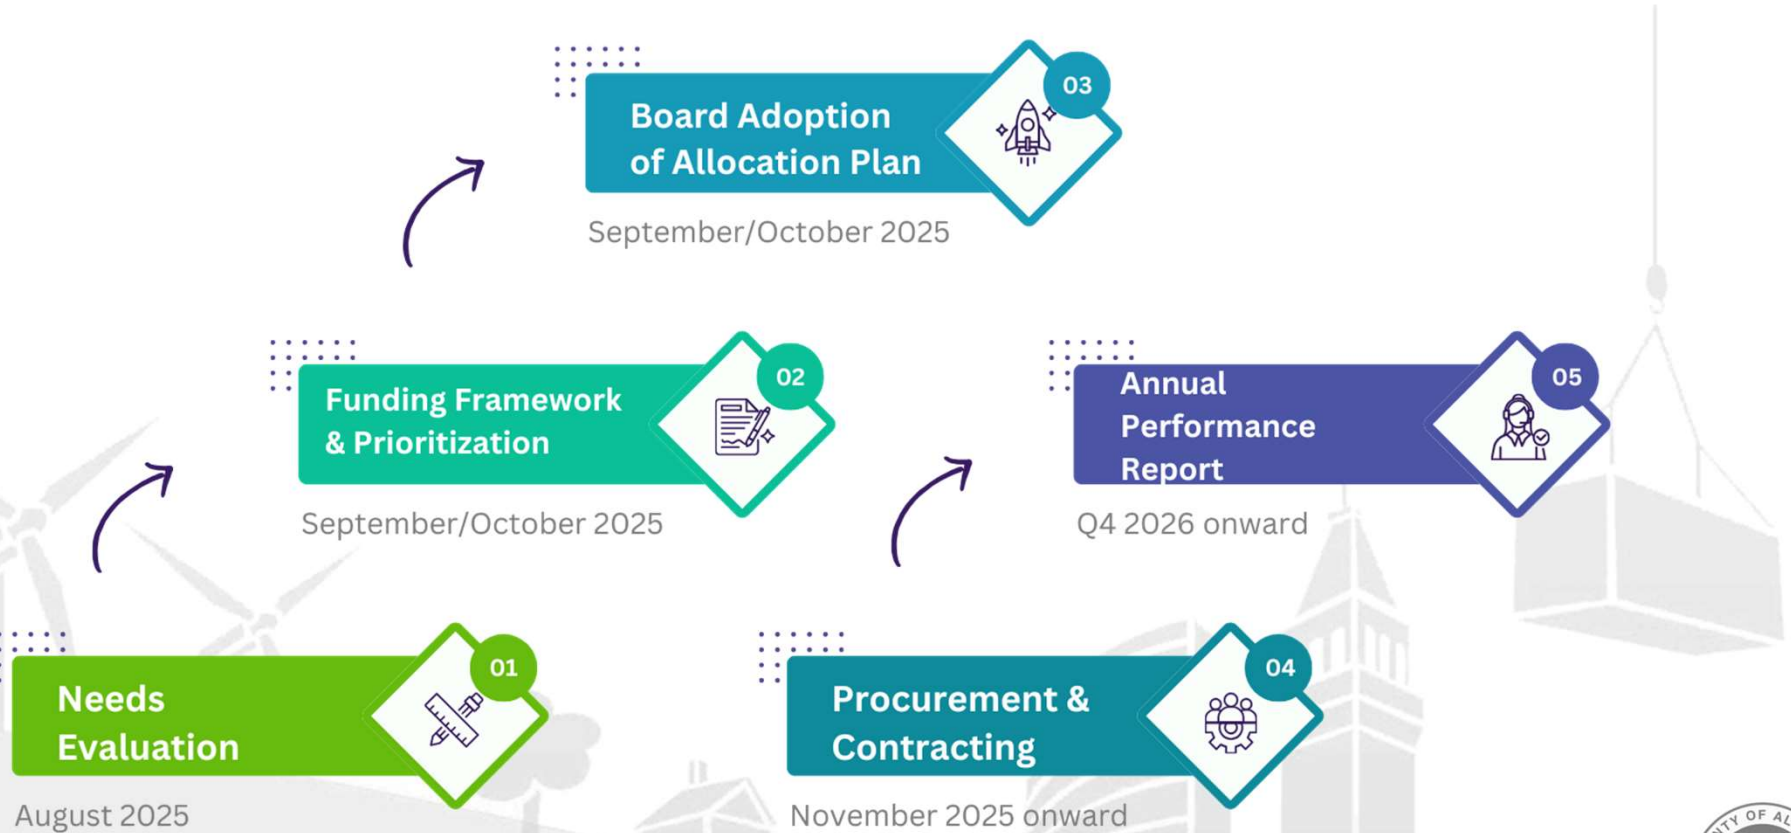 03
Board Adoption
of Allocation Plan
September/October 2025
02
Funding Framework
& Prioritization
September/October 2025
05
Annual
Performance
Report
Q4 2026 onward
01
Needs
Evaluation
August 2025
04
Procurement &
Contracting
November 2025 onward